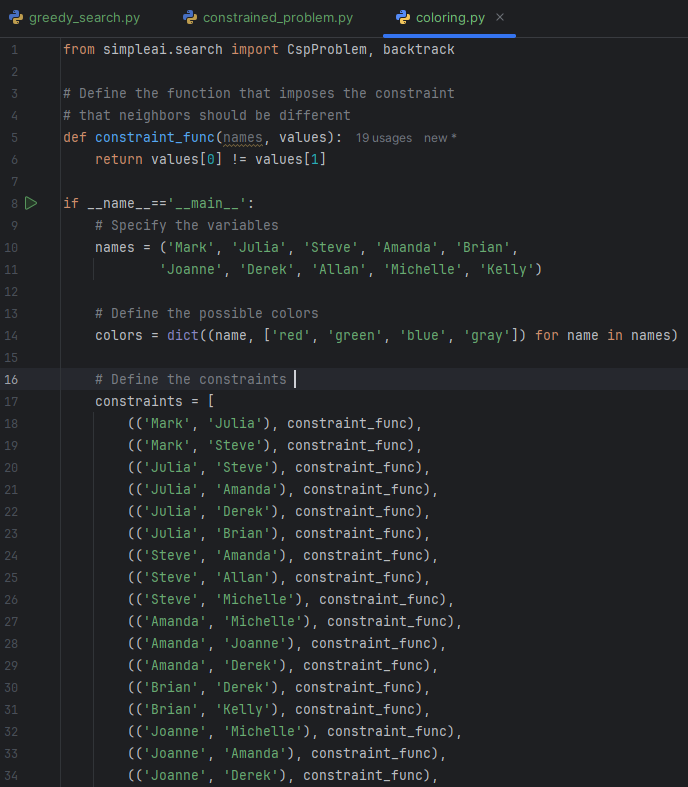 greedy_search.py constrained_problem.py coloring.py ×
1 from simpleai.search import CspProblem, backtrack
2
3 # Define the function that imposes the constraint
4 # that neighbors should be different
5 def constraint_func(names, values): 19 usages new *
6     return values[0] != values[1]
7
8 if __name__=='__main__':
9     # Specify the variables
10     names = ('Mark', 'Julia', 'Steve', 'Amanda', 'Brian',
11             'Joanne', 'Derek', 'Allan', 'Michelle', 'Kelly')
12
13     # Define the possible colors
14     colors = dict((name, ['red', 'green', 'blue', 'gray']) for name in names)
15
16     # Define the constraints
17     constraints = [
18         (('Mark', 'Julia'), constraint_func),
19         (('Mark', 'Steve'), constraint_func),
20         (('Julia', 'Steve'), constraint_func),
21         (('Julia', 'Amanda'), constraint_func),
22         (('Julia', 'Derek'), constraint_func),
23         (('Julia', 'Brian'), constraint_func),
24         (('Steve', 'Amanda'), constraint_func),
25         (('Steve', 'Allan'), constraint_func),
26         (('Steve', 'Michelle'), constraint_func),
27         (('Amanda', 'Michelle'), constraint_func),
28         (('Amanda', 'Joanne'), constraint_func),
29         (('Amanda', 'Derek'), constraint_func),
30         (('Brian', 'Derek'), constraint_func),
31         (('Brian', 'Kelly'), constraint_func),
32         (('Joanne', 'Michelle'), constraint_func),
33         (('Joanne', 'Amanda'), constraint_func),
34         (('Joanne', 'Derek'), constraint_func),